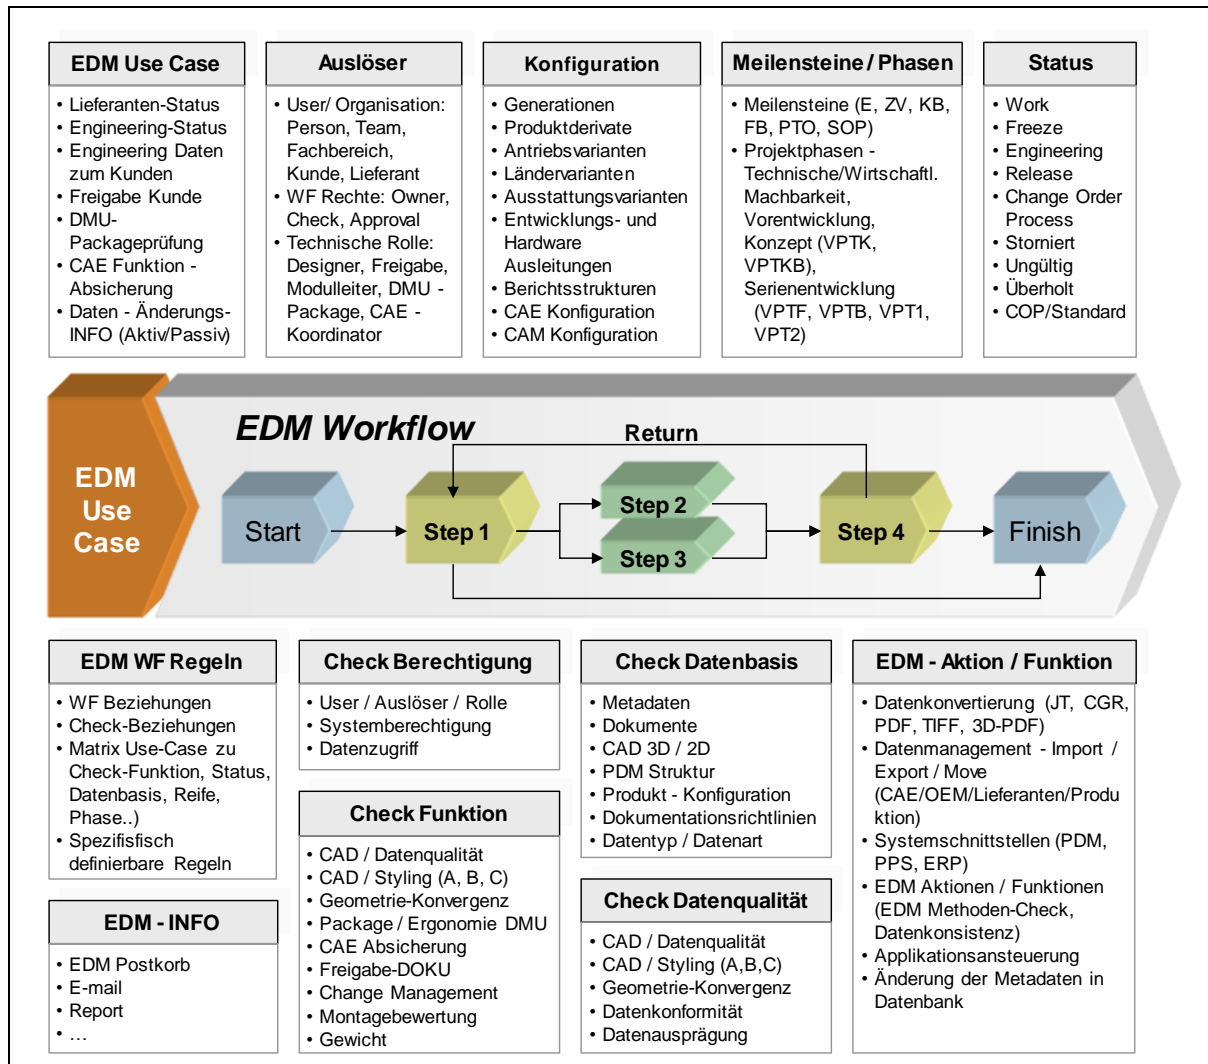 EDM Use Case
• Lieferanten-Status
• Engineering-Status
• Engineering Daten
zum Kunden
• Freigabe Kunde
• DMU-
Packageprüfung
• CAE Funktion -
Absicherung
• Daten - Änderungs-
INFO (Aktiv/Passiv)
Auslöser
• User/ Organisation:
Person, Team,
Fachbereich,
Kunde, Lieferant
• WF Rechte: Owner,
Check, Approval
• Technische Rolle:
Designer, Freigabe,
Modulleiter, DMU -
Package, CAE -
Koordinator
Konfiguration
• Generationen
• Produktderivate
• Antriebsvarianten
• Ländervarianten
• Ausstattungsvarianten
• Entwicklungs- und
Hardware
Ausleitungen
• Berichtsstrukturen
• CAE Konfiguration
• CAM Konfiguration
Meilensteine / Phasen
• Meilensteine (E, ZV, KB,
FB, PTO, SOP)
• Projektphasen -
Technische/Wirtschaftl.
Machbarkeit,
Vorentwicklung,
Konzept (VPTK,
VPTKB),
Serienentwicklung
(VPTF, VPTB, VPT1,
VPT2)
Status
• Work
• Freeze
• Engineering
• Release
• Change Order
Process
• Storniert
• Ungültig
• Überholt
• COP/Standard
EDM
Use
Case
EDM Workflow
Return
Start
Step 1
Step 2
Step 3
Step 4
Finish
EDM WF Regeln
• WF Beziehungen
• Check-Beziehungen
• Matrix Use-Case zu
Check-Funktion, Status,
Datenbasis, Reife,
Phase..)
• Spezifisfisch
definierbare Regeln
EDM - INFO
• EDM Postkorb
• E-mail
• Report
• …
Check Berechtigung
• User / Auslöser / Rolle
• Systemberechtigung
• Datenzugriff
Check Funktion
• CAD / Datenqualität
• CAD / Styling (A, B, C)
• Geometrie-Konvergenz
• Package / Ergonomie DMU
• CAE Absicherung
• Freigabe-DOKU
• Change Management
• Montagebewertung
• Gewicht
Check Datenbasis
• Metadaten
• Dokumente
• CAD 3D / 2D
• PDM Struktur
• Produkt - Konfiguration
• Dokumentationsrichtlinien
• Datentyp / Datenart
Check Datenqualität
• CAD / Datenqualität
• CAD / Styling (A,B,C)
• Geometrie-Konvergenz
• Datenkonformität
• Datenausprägung
EDM - Aktion / Funktion
• Datenkonvertierung (JT, CGR,
PDF, TIFF, 3D-PDF)
• Datenmanagement - Import /
Export / Move
(CAE/OEM/Lieferanten/Produ
ktion)
• Systemschnittstellen (PDM,
PPS, ERP)
• EDM Aktionen / Funktionen
(EDM Methoden-Check,
Datenkonsistenz)
• Applikationsansteuerung
• Änderung der Metadaten in
Datenbank